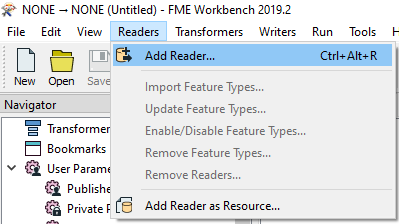 NONE → NONE (Untitled) - FME Workbench 2019.2
File Edit View Readers Transformers Writers Run Tools H
New Open
Add Reader... Ctrl+Alt+R
Import Feature Types...
Update Feature Types...
Enable/Disable Feature Types...
Remove Feature Types...
Remove Readers...
Add Reader as Resource...
Navigator
Transformer
Bookmarks
User Parame
Publishe
Private P